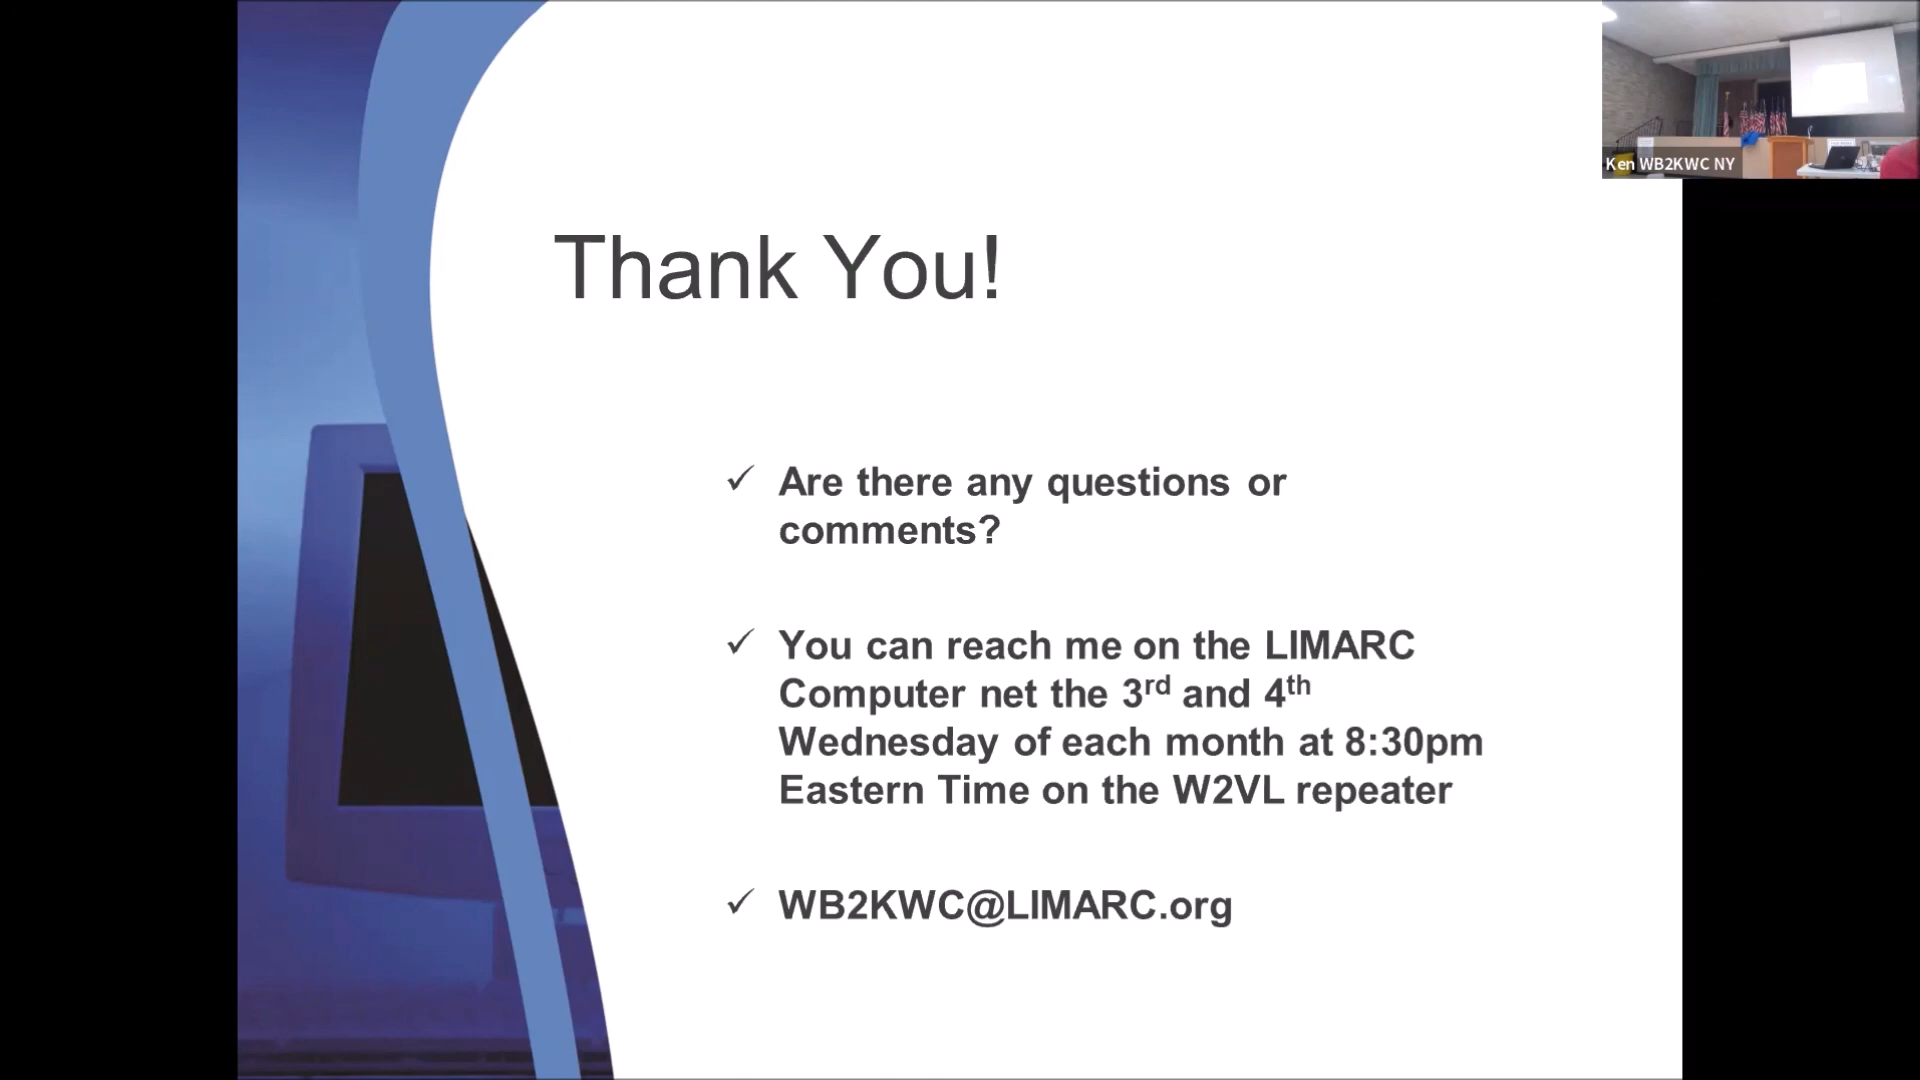 Ken WB2KWC NY
Thank You!
✓ Are there any questions or
comments?
✓ You can reach me on the LIMARC
Computer net the 3rd and 4th
Wednesday of each month at 8:30pm
Eastern Time on the W2VL repeater
✓ WB2KWC@LIMARC.org